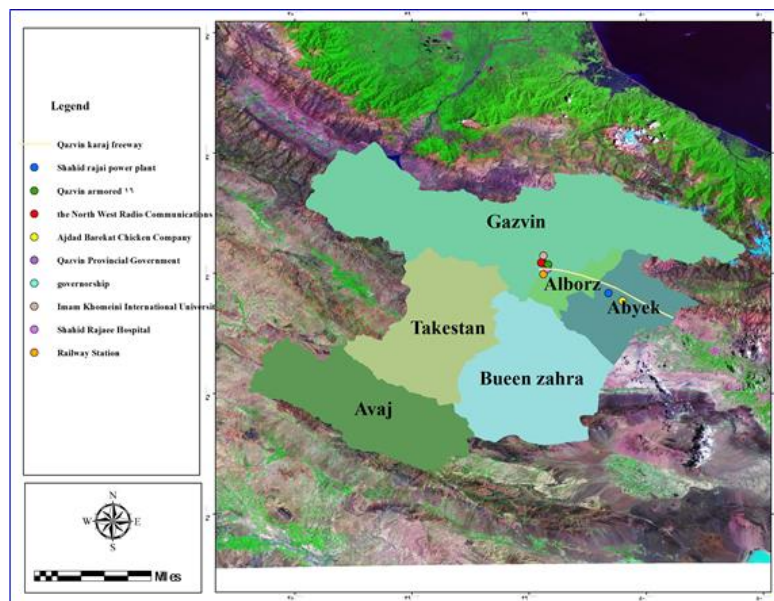 Legend
Qazvin karaj freeway
Shahid rajai power plant
Qazvin armored ١٦
the North West Radio Communications
Ajdad Barekat Chicken Company
Qazvin Provincial Government
governorship
Imam Khomeini International Universit
Shahid Rajaee Hospital
Railway Station
N
W E
S
Miles
Gazvin
Alborz
Abyek
Takestan
Bueen zahra
Avaj